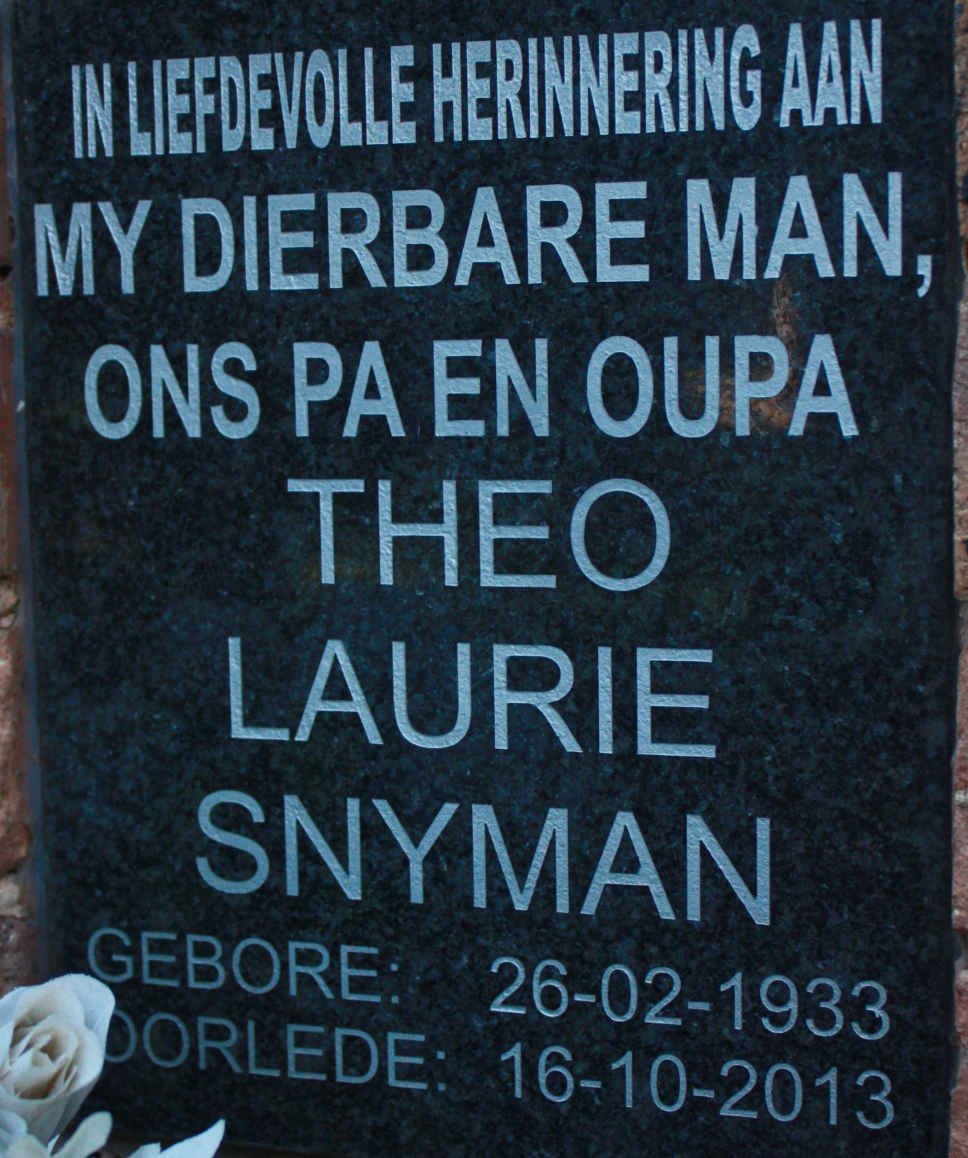 IN LIEFDEVOLLE HERINNERING AAN
MY DIERBARE MAN,
ONS PA EN OUPA
THEO
LAURIE
SNYMAN
GEBORE: 26-02-1933
OORLEDE: 16-10-2013